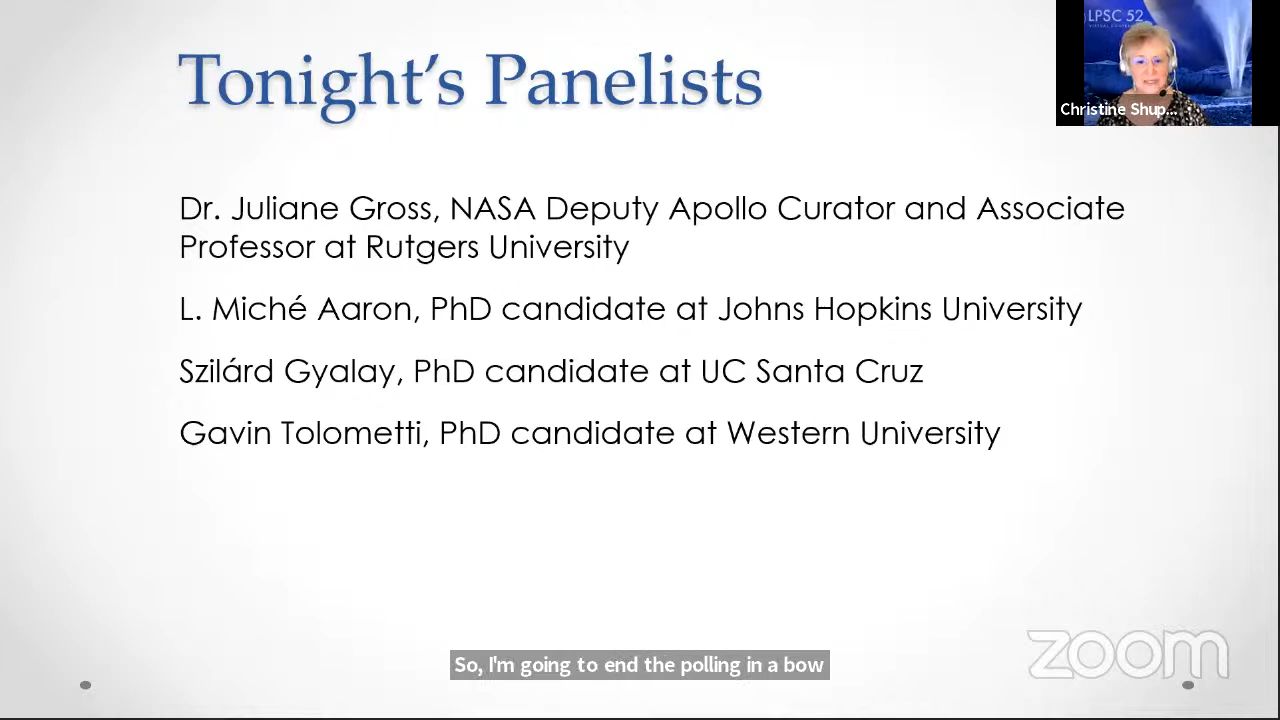 Tonight's Panelists
LPSC 52
Christine Shup...
Dr. Juliane Gross, NASA Deputy Apollo Curator and Associate
Professor at Rutgers University
L. Miché Aaron, PhD candidate at Johns Hopkins University
Szilárd Gyalay, PhD candidate at UC Santa Cruz
Gavin Tolometti, PhD candidate at Western University
So, I'm going to end the polling in a bow
zoom